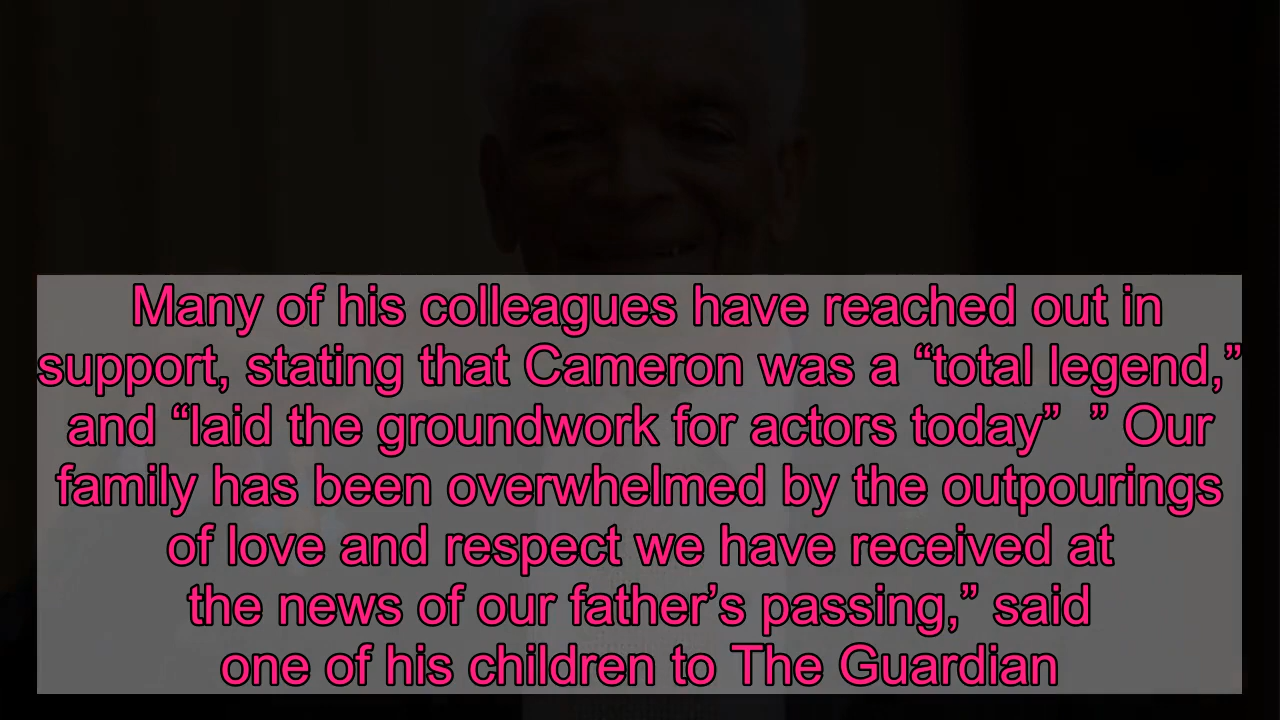 Many of his colleagues have reached out in
support, stating that Cameron was a “total legend,”
and “laid the groundwork for actors today”  ” Our
family has been overwhelmed by the outpourings
of love and respect we have received at
the news of our father’s passing,” said
one of his children to The Guardian